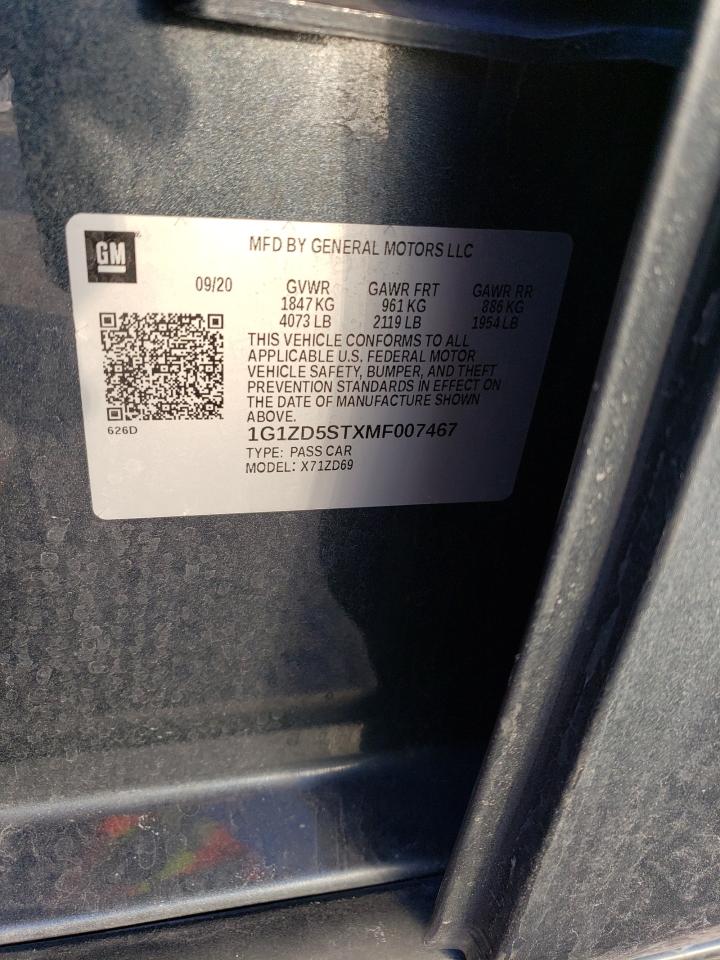 GM
MFD BY GENERAL MOTORS LLC
09/20 GVWR GAWR FRT GAWR RR
1847 KG 961 KG 886 KG
4073 LB 2119 LB 1954 LB
THIS VEHICLE CONFORMS TO ALL
APPLICABLE U.S. FEDERAL MOTOR
VEHICLE SAFETY, BUMPER, AND THEFT
PREVENTION STANDARDS IN EFFECT ON
THE DATE OF MANUFACTURE SHOWN
ABOVE.
626D
1G1ZD5STXMF007467
TYPE: PASS CAR
MODEL: X71ZD69